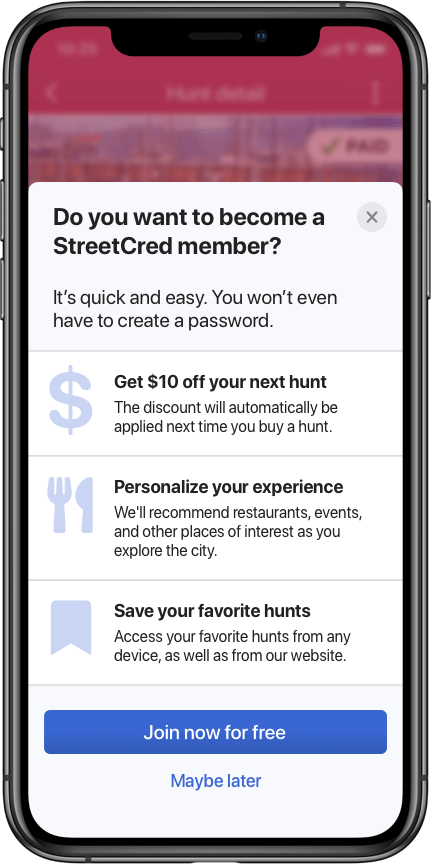 10:25
Hunt detail
PAID
Do you want to become a
StreetCred member?
It’s quick and easy. You won’t even
have to create a password.
Get $10 off your next hunt
The discount will automatically be
applied next time you buy a hunt.
Personalize your experience
We'll recommend restaurants, events,
and other places of interest as you
explore the city.
Save your favorite hunts
Access your favorite hunts from any
device, as well as from our website.
Join now for free
Maybe later